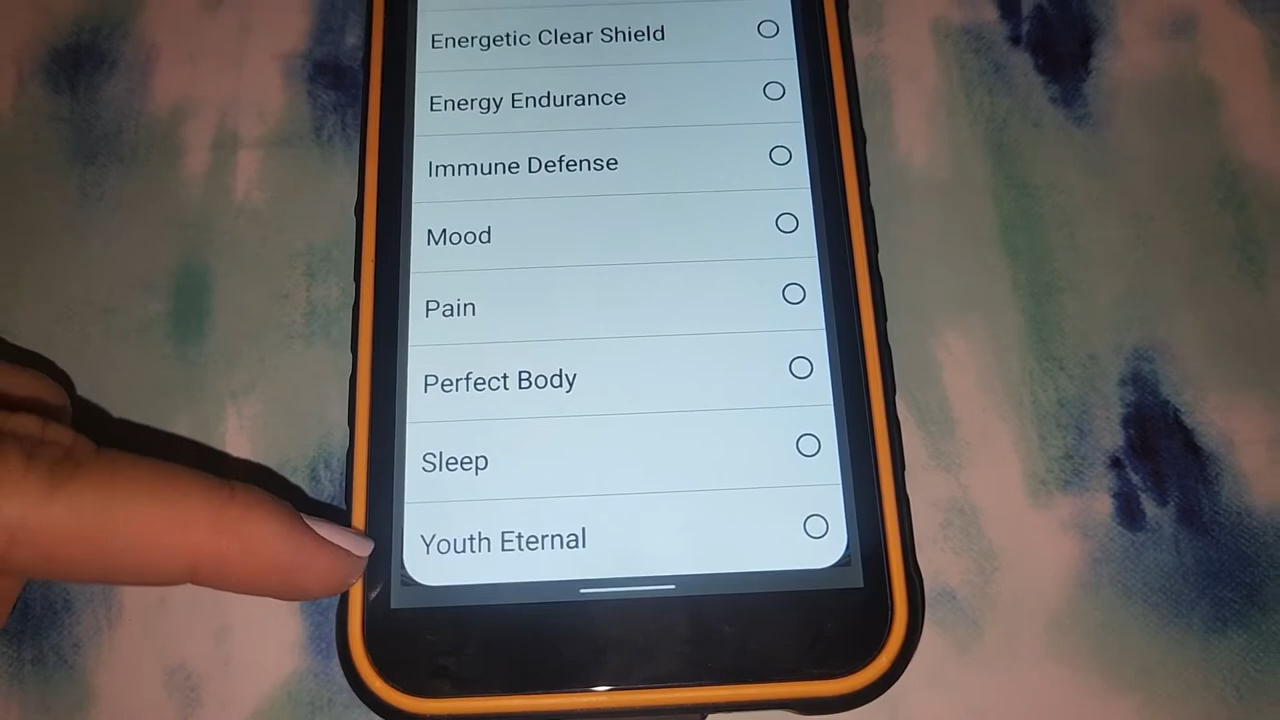 Energetic Clear Shield
Energy Endurance
Immune Defense
Mood
Pain
Perfect Body
Sleep
Youth Eternal